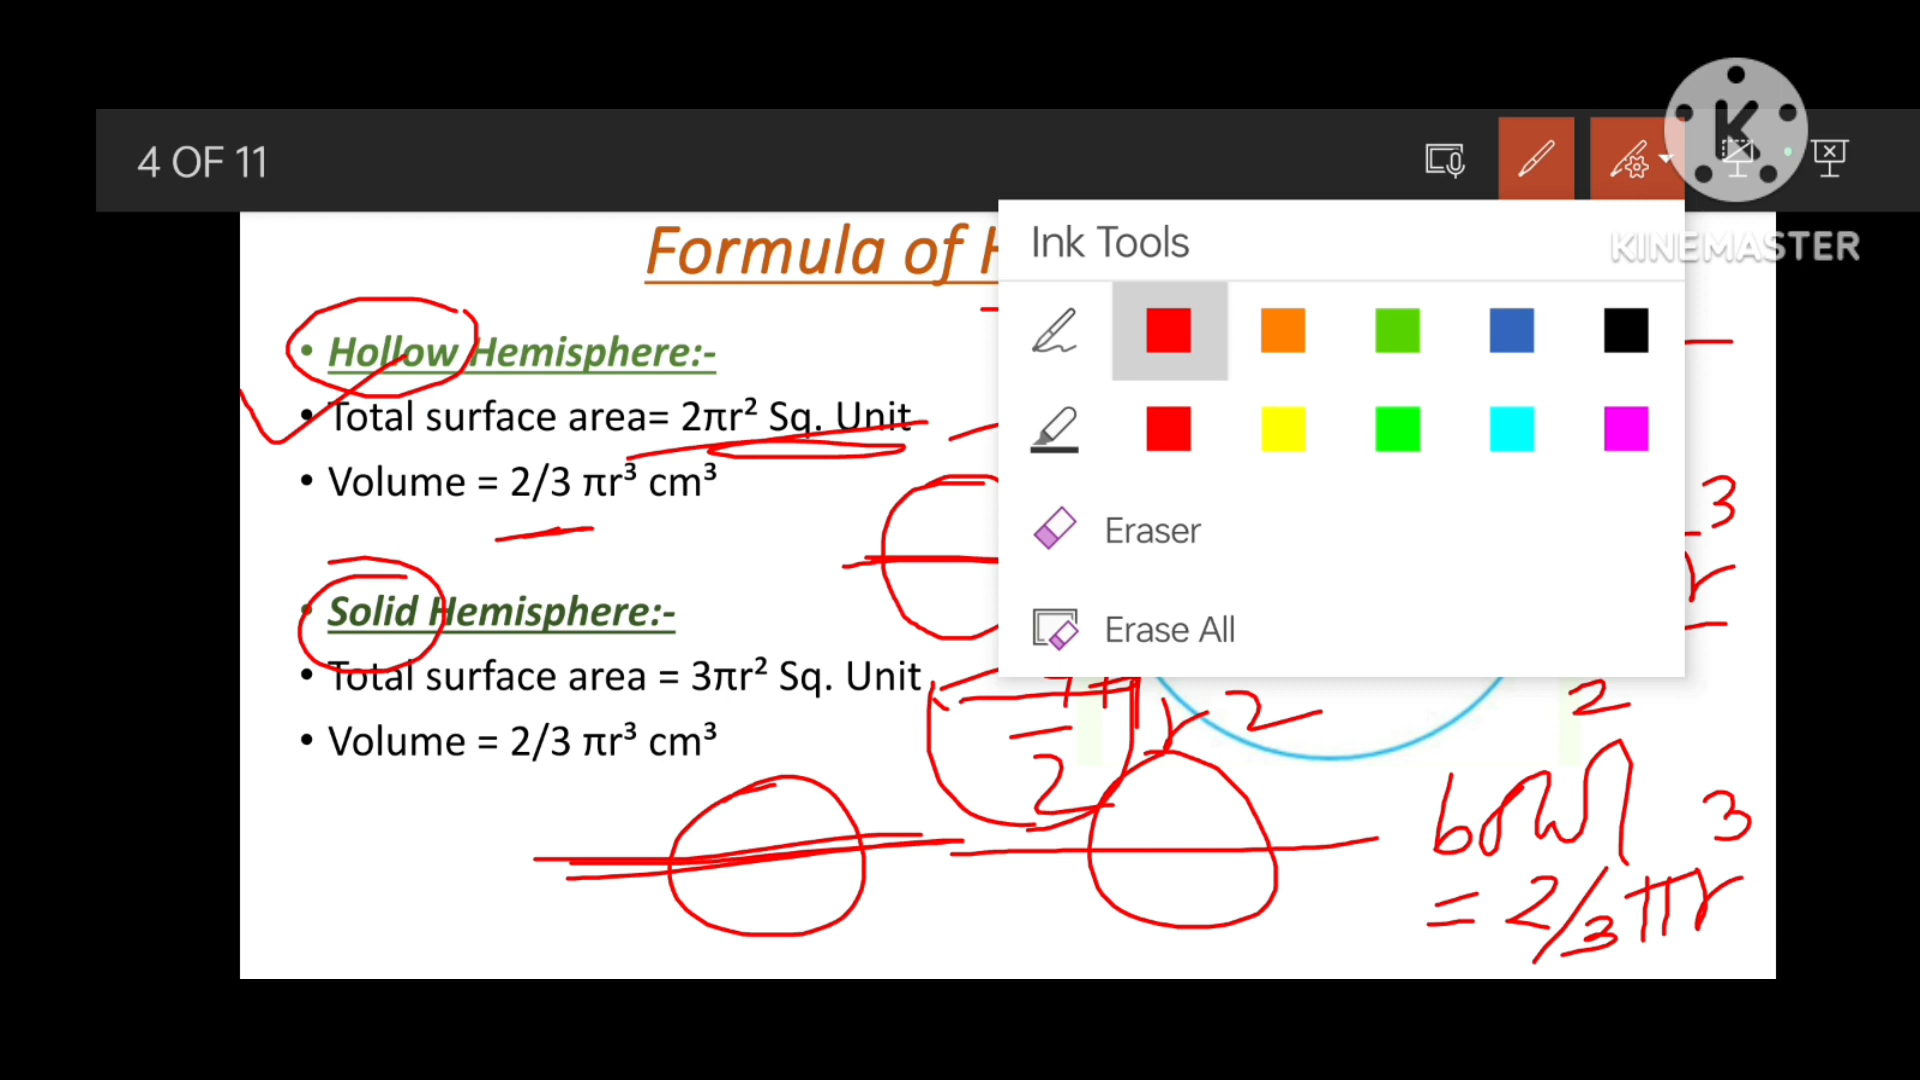 4 OF 11
KINEMASTER
Formula of
Ink Tools
Hollow Hemisphere:-
Total surface area= 2πr² Sq. Unit
Volume = 2/3 πr³ cm³
Eraser
Erase All
Solid Hemisphere:-
Total surface area = 3πr² Sq. Unit
Volume = 2/3 πr³ cm³
3
r
2
r 2
2
bowl 3
= 2/3 πr